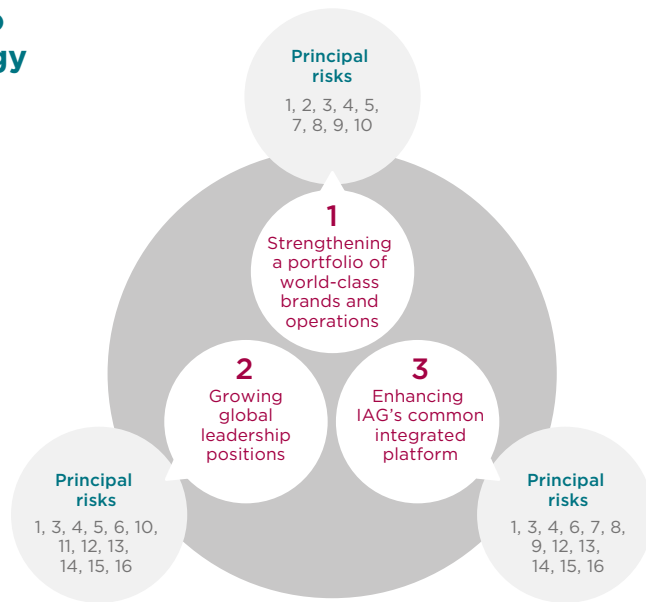 gy
Principal
risks
1, 2, 3, 4, 5,
7, 8, 9, 10
1
Strengthening
a portfolio of
world-class
brands and
operations
2
Growing
global
leadership
positions
3
Enhancing
IAG's common
integrated
platform
Principal
risks
1, 3, 4, 5, 6, 10,
11, 12, 13,
14, 15, 16
Principal
risks
1, 3, 4, 6, 7, 8,
9, 12, 13,
14, 15, 16